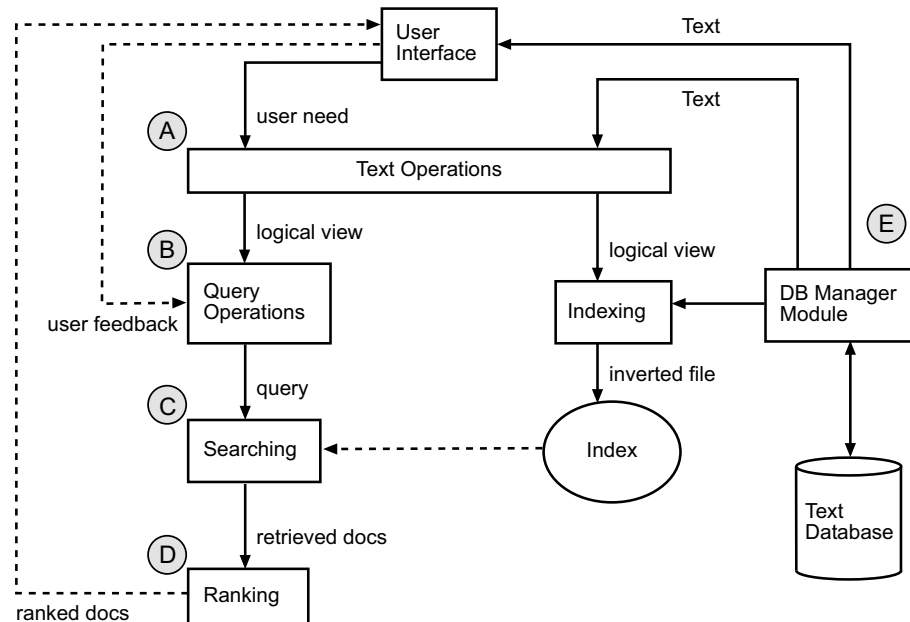 User
Interface
Text
Text
user need
A
Text Operations
logical view
logical view
B
E
Query
Operations
Indexing
DB Manager
Module
user feedback
inverted file
query
C
Searching
Index
Text
Database
retrieved docs
D
Ranking
ranked docs